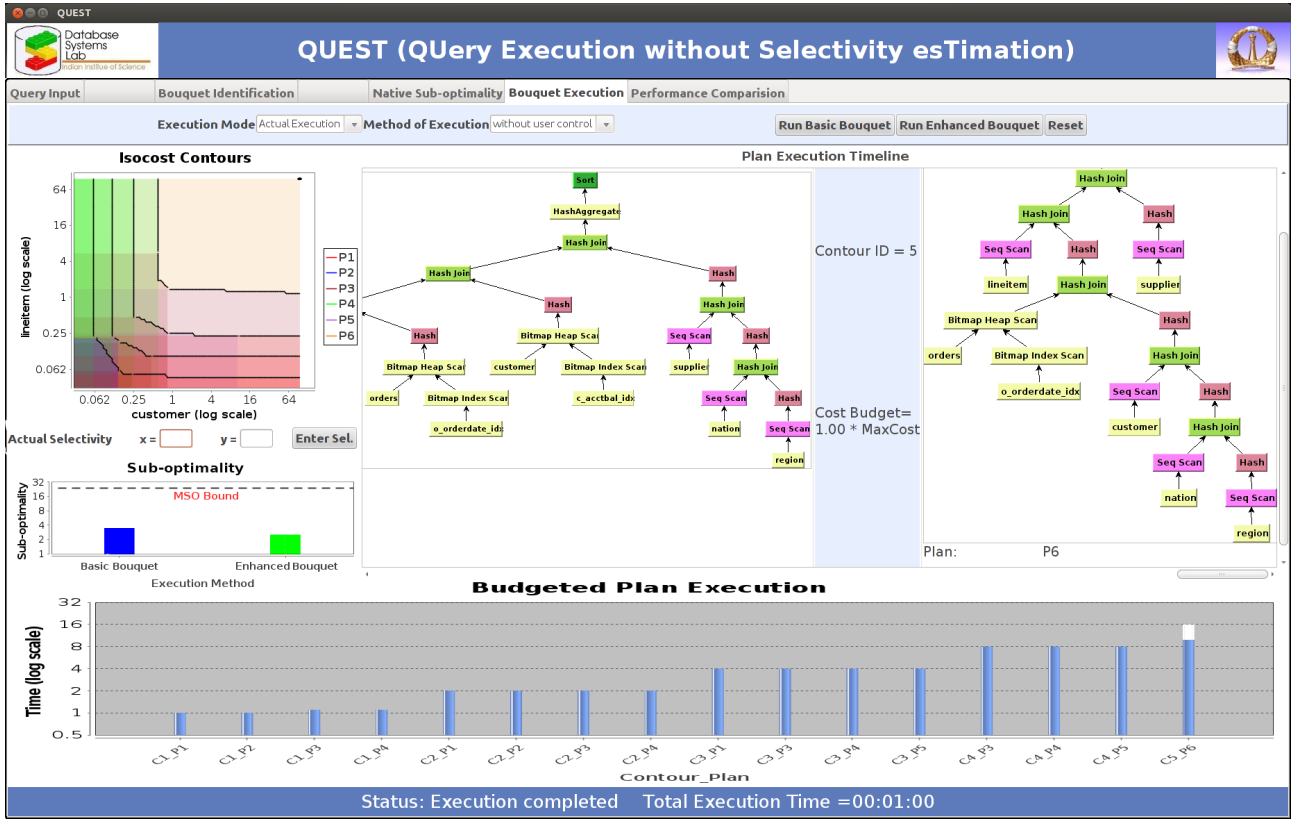 QUEST
Database
Systems
Lab
Indian Institue of Science
QUEST (QUery Execution without Selectivity esTimation)
Query Input Bouquet Identification Native Sub-optimality Bouquet Execution Performance Comparision
Execution Mode Actual Execution Method of Execution without user control Run Basic Bouquet Run Enhanced Bouquet Reset
Isocost Contours
64
16
4
1
0.25
0.062
lineitem (log scale)
0.062 0.25 1 4 16 64
customer (log scale)
P1
P2
P3
P4
P5
P6
Actual Selectivity x = y = Enter Sel.
Sub-optimality
32
16
8
4
2
1
Sub-optimality
MSO Bound
Basic Bouquet Enhanced Bouquet
Execution Method
Plan Execution Timeline
Sort
HashAggregate
Hash Join
Hash Join Hash
Hash Hash Hash Join
Bitmap Heap Scan Seq Scan Hash
Bitmap Heap Scan customer Bitmap Index Scan supplier Hash Join
orders Bitmap Index Scan c_acctbal_idx Seq Scan Hash
o_orderdate_idx nation Seq Scan
region
Contour ID = 5
Cost Budget=
1.00 * MaxCost
Hash Join
Hash Join Hash
Seq Scan Hash Seq Scan
lineitem Hash Join supplier
Bitmap Heap Scan Hash
orders Bitmap Index Scan Hash Join
o_orderdate_idx Seq Scan Hash
customer Hash Join
Seq Scan Hash
nation Seq Scan
region
Plan: P6
Budgeted Plan Execution
32
16
8
4
2
1
0.5
Time (log scale)
C1_P1 C1_P2 C1_P3 C1_P4 C2_P1 C2_P2 C2_P3 C2_P4 C3_P1 C3_P3 C3_P4 C3_P5 C4_P3 C4_P4 C4_P5 C5_P6
Contour_Plan
Status: Execution completed Total Execution Time =00:01:00